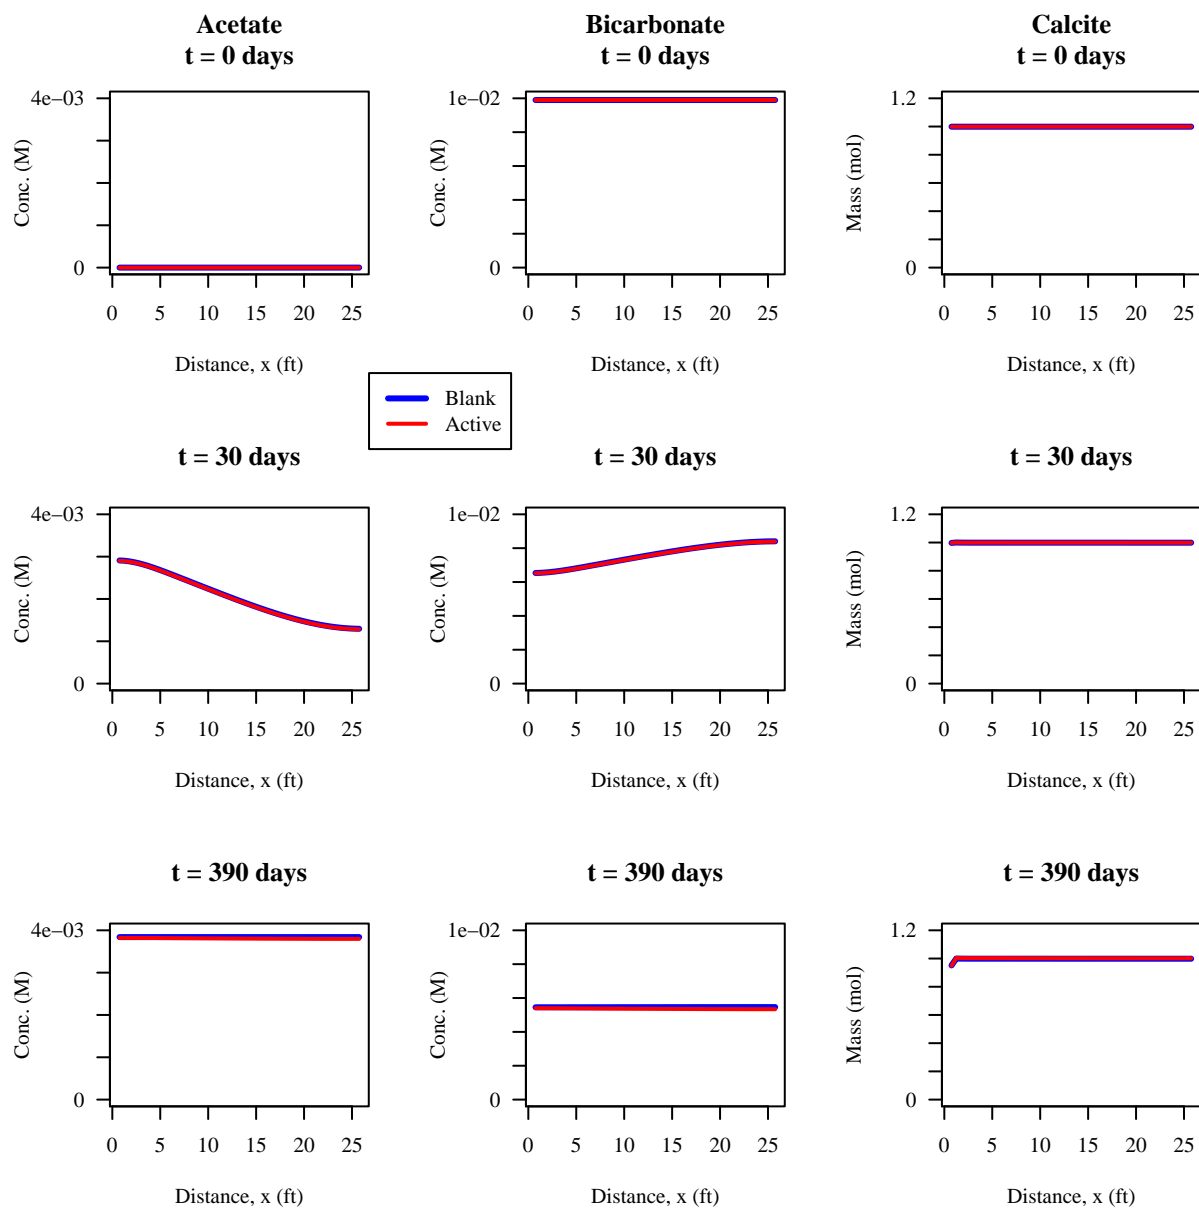 Acetate
t = 0 days
4e−03
0
Conc. (M)
0 5 10 15 20 25
Distance, x (ft)
Bicarbonate
t = 0 days
1e−02
0
Conc. (M)
0 5 10 15 20 25
Distance, x (ft)
Calcite
t = 0 days
1.2
0
Mass (mol)
0 5 10 15 20 25
Distance, x (ft)
Blank
Active
t = 30 days
4e−03
0
Conc. (M)
0 5 10 15 20 25
Distance, x (ft)
t = 30 days
1e−02
0
Conc. (M)
0 5 10 15 20 25
Distance, x (ft)
t = 30 days
1.2
0
Mass (mol)
0 5 10 15 20 25
Distance, x (ft)
t = 390 days
4e−03
0
Conc. (M)
0 5 10 15 20 25
Distance, x (ft)
t = 390 days
1e−02
0
Conc. (M)
0 5 10 15 20 25
Distance, x (ft)
t = 390 days
1.2
0
Mass (mol)
0 5 10 15 20 25
Distance, x (ft)